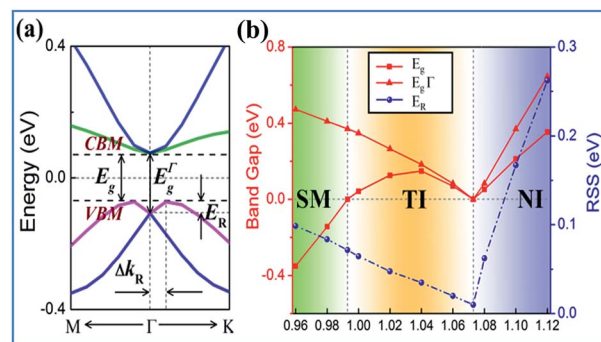 (a)
0.4
0.0
-0.4
Energy (eV)
CBM
VBM
E_g
E_g^Γ
E_R
Δk_R
M
Γ
K
(b)
0.8
0.4
0.0
-0.4
Band Gap (eV)
E_g
E_g Γ
E_R
SM
TI
NI
0.3
0.2
0.1
0.0
RSS (eV)
0.96 0.98 1.00 1.02 1.04 1.06 1.08 1.10 1.12